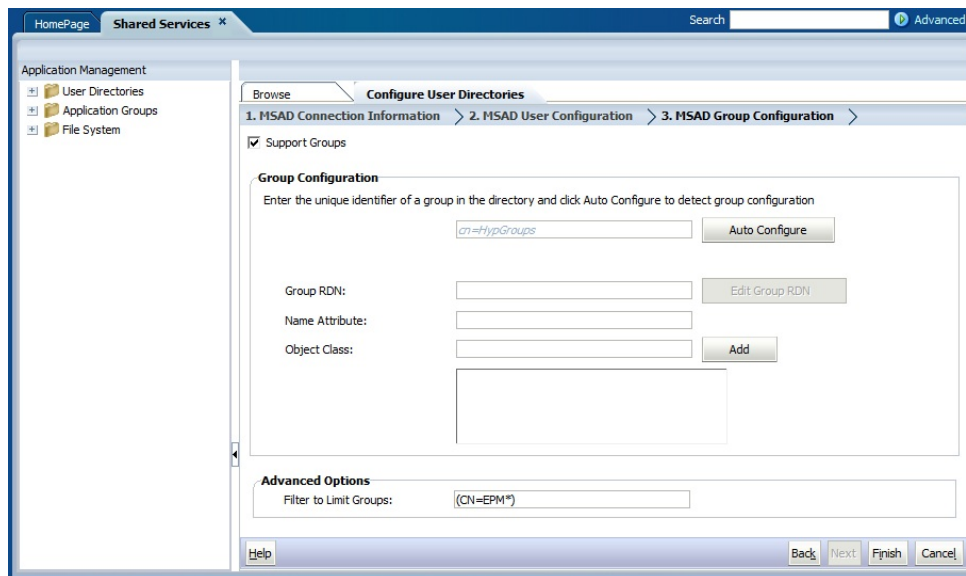 HomePage
Shared Services ×
Search
Advanced
Application Management
User Directories
Application Groups
File System
Browse
Configure User Directories
1. MSAD Connection Information
2. MSAD User Configuration
3. MSAD Group Configuration
Support Groups
Group Configuration
Enter the unique identifier of a group in the directory and click Auto Configure to detect group configuration
cn=HypGroups
Auto Configure
Group RDN:
Edit Group RDN
Name Attribute:
Object Class:
Add
Advanced Options
Filter to Limit Groups:
(CN=EPM*)
Help
Back
Next
Finish
Cancel